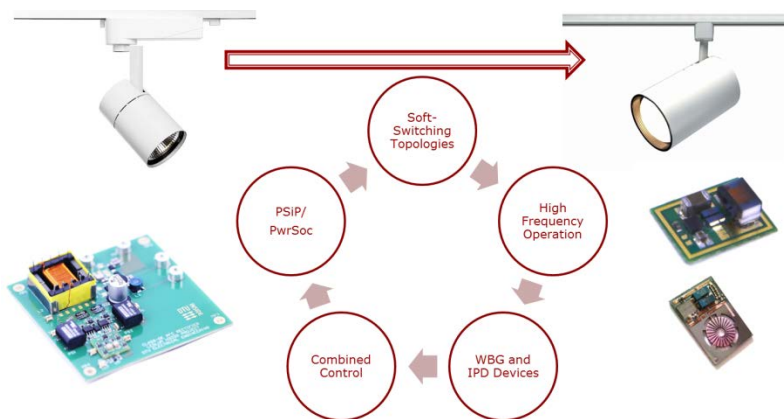 Soft-
Switching
Topologies
PSiP/
PwrSoc
High
Frequency
Operation
Combined
Control
WBG and
IPD Devices